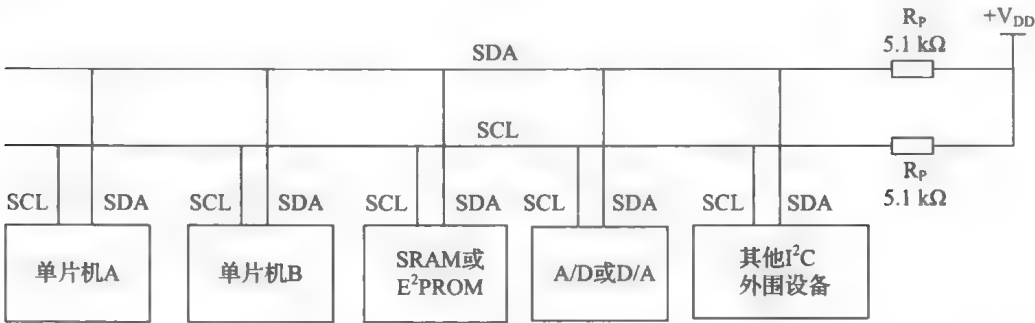 R_P
5.1 kΩ
+V_DD
SDA
SCL
R_P
5.1 kΩ
SCL SDA SCL SDA SCL SDA SCL SDA SCL SDA
单片机A
单片机B
SRAM或
E²PROM
A/D或D/A
其他I²C
外围设备